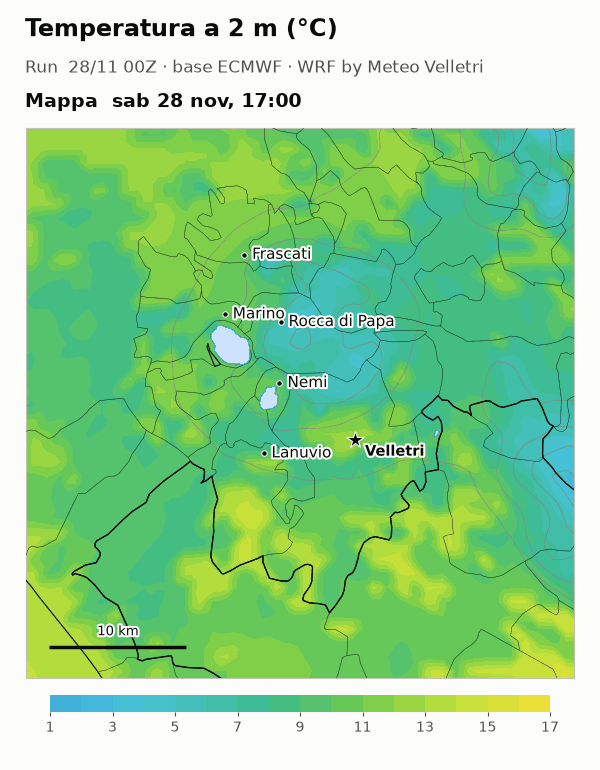 Temperatura a 2 m (°C)
Run  28/11 00Z · base ECMWF · WRF by Meteo Velletri
Mappa  sab 28 nov, 17:00
Frascati
Marino
Rocca di Papa
Nemi
Velletri
Lanuvio
10 km
1 3 5 7 9 11 13 15 17